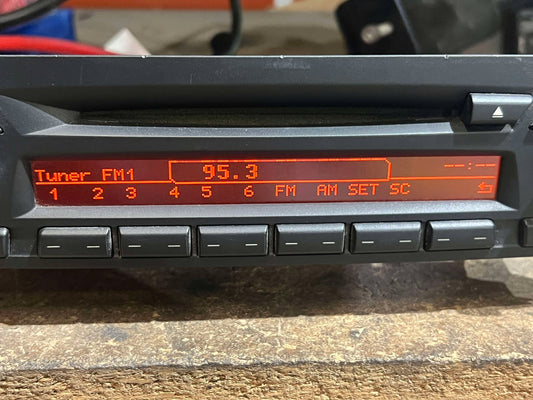 Tuner FM1 95.3 --:--
1 2 3 4 5 6 FM AM SET SC